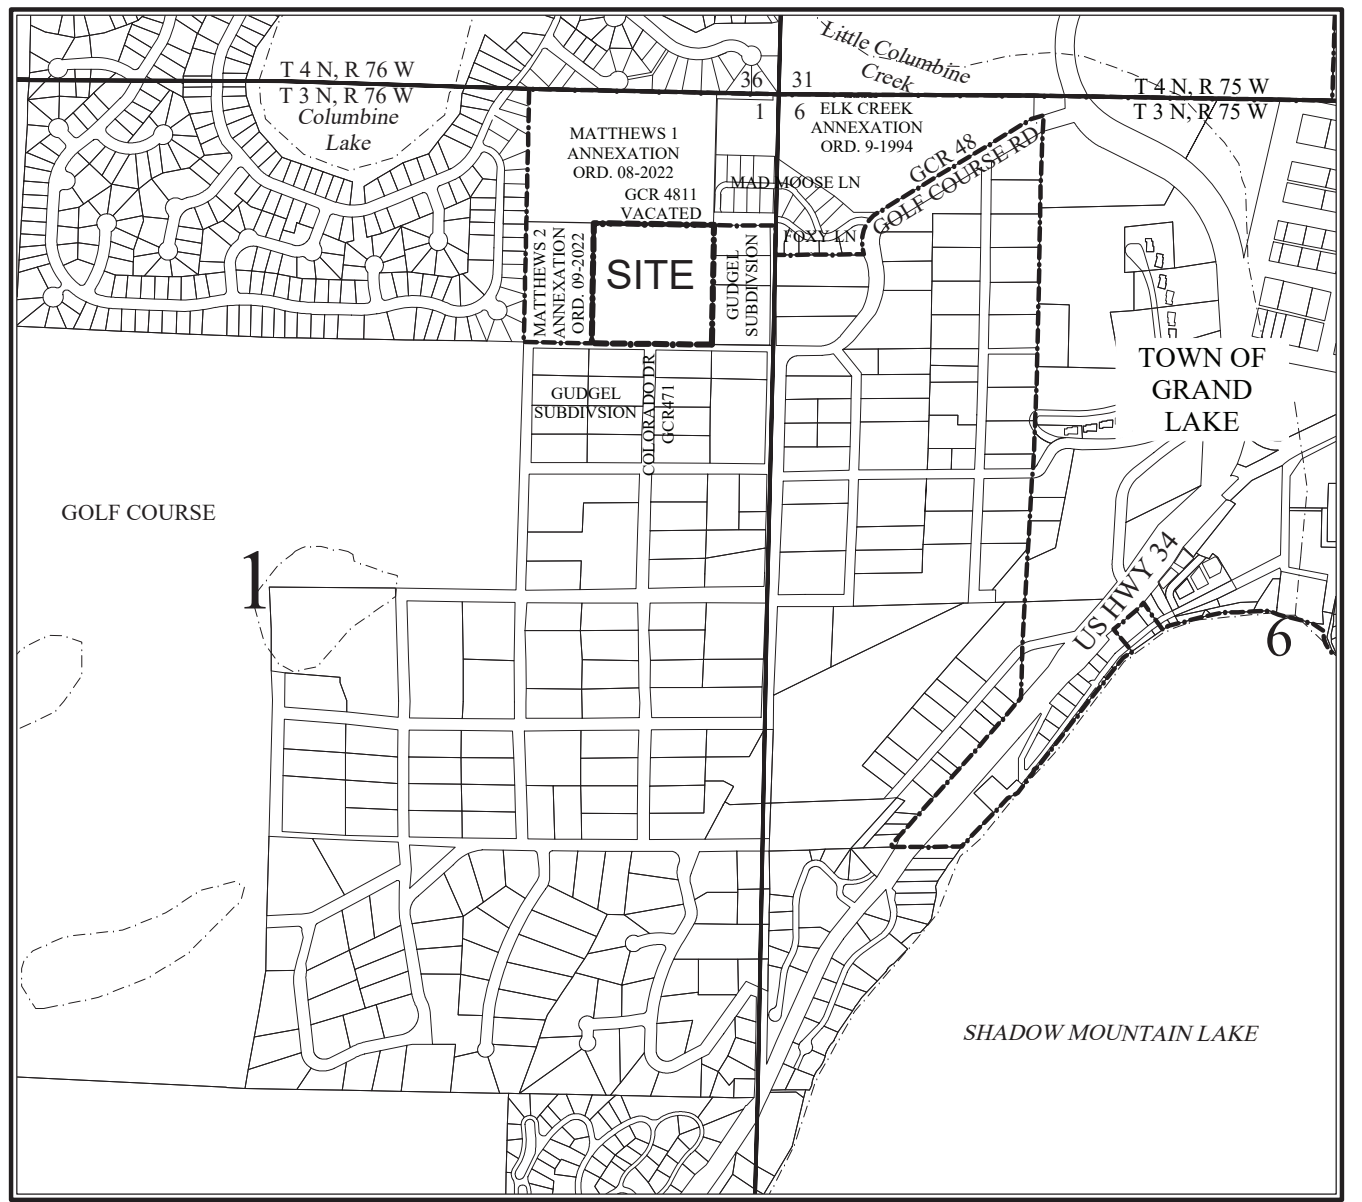 Little Columbine
Creek
T 4 N, R 76 W
T 3 N, R 76 W
Columbine
Lake
36
31
1
6
T 4 N, R 75 W
T 3 N, R 75 W
ELK CREEK
ANNEXATION
ORD. 9-1994
MATTHEWS 1
ANNEXATION
ORD. 08-2022
GCR 4811
VACATED
MAD MOOSE LN
GCR 48
GOLF COURSE RD
FOXY LN
MATTHEWS 2
ANNEXATION
ORD. 09-2022
SITE
GUDGEL
SUBDIVSION
TOWN OF
GRAND
LAKE
GUDGEL
SUBDIVSION
COLORADO DR
GCR471
GOLF COURSE
1
US HWY 34
6
SHADOW MOUNTAIN LAKE